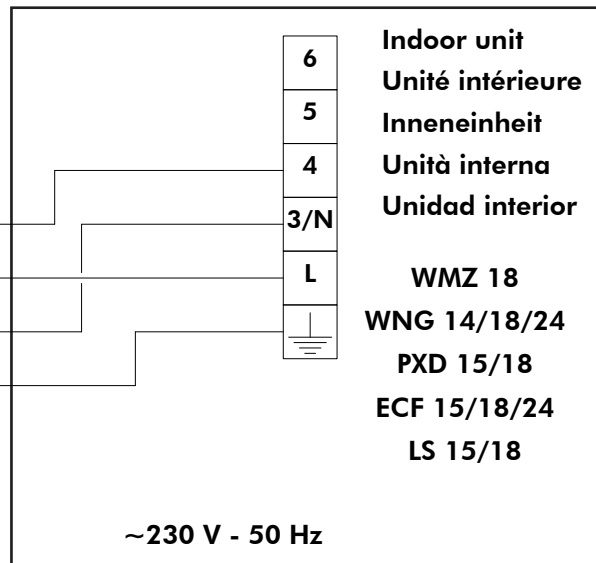 6
5
4
3/N
L
Indoor unit
Unité intérieure
Inneneinheit
Unità interna
Unidad interior
WMZ 18
WNG 14/18/24
PXD 15/18
ECF 15/18/24
LS 15/18
~230 V - 50 Hz